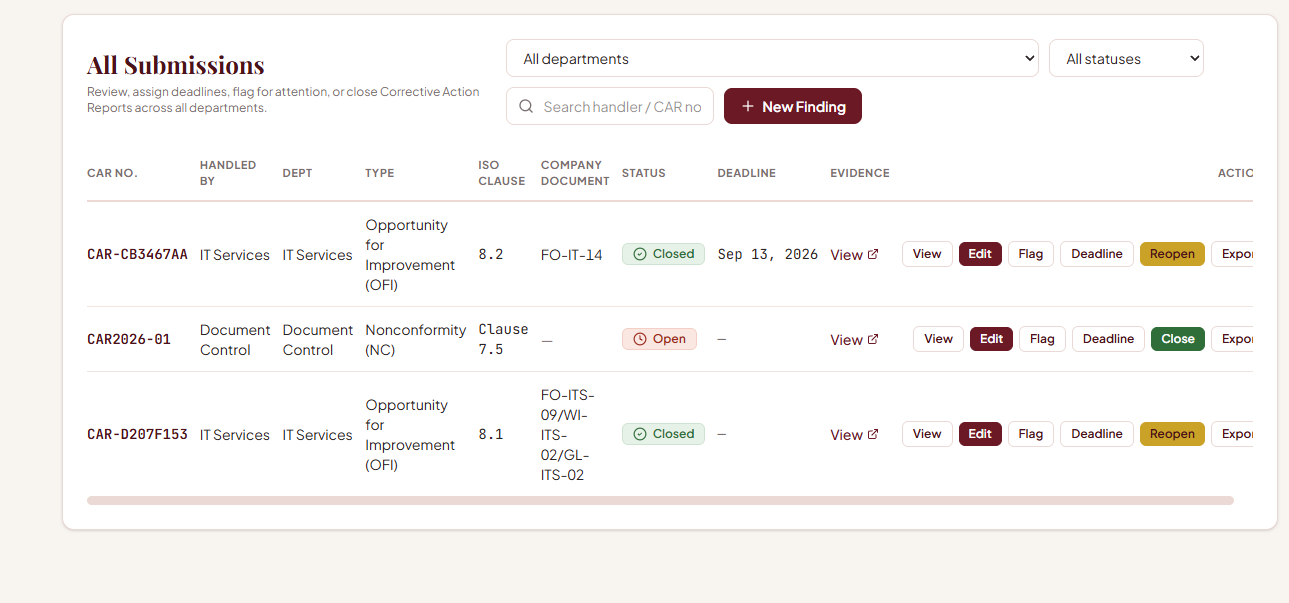 All Submissions
Review, assign deadlines, flag for attention, or close Corrective Action
Reports across all departments.
All departments
All statuses
Search handler / CAR no
+ New Finding
CAR NO. HANDLED BY DEPT TYPE ISO CLAUSE COMPANY DOCUMENT STATUS DEADLINE EVIDENCE ACTIO
CAR-CB3467AA IT Services IT Services Opportunity for Improvement (OFI) 8.2 FO-IT-14 Closed Sep 13, 2026 View View Edit Flag Deadline Reopen Expor
CAR2026-01 Document Control Document Control Nonconformity (NC) Clause 7.5 — Open — View View Edit Flag Deadline Close Expor
CAR-D207F153 IT Services IT Services Opportunity for Improvement (OFI) 8.1 FO-ITS-09/WI-ITS-02/GL-ITS-02 Closed — View View Edit Flag Deadline Reopen Expor